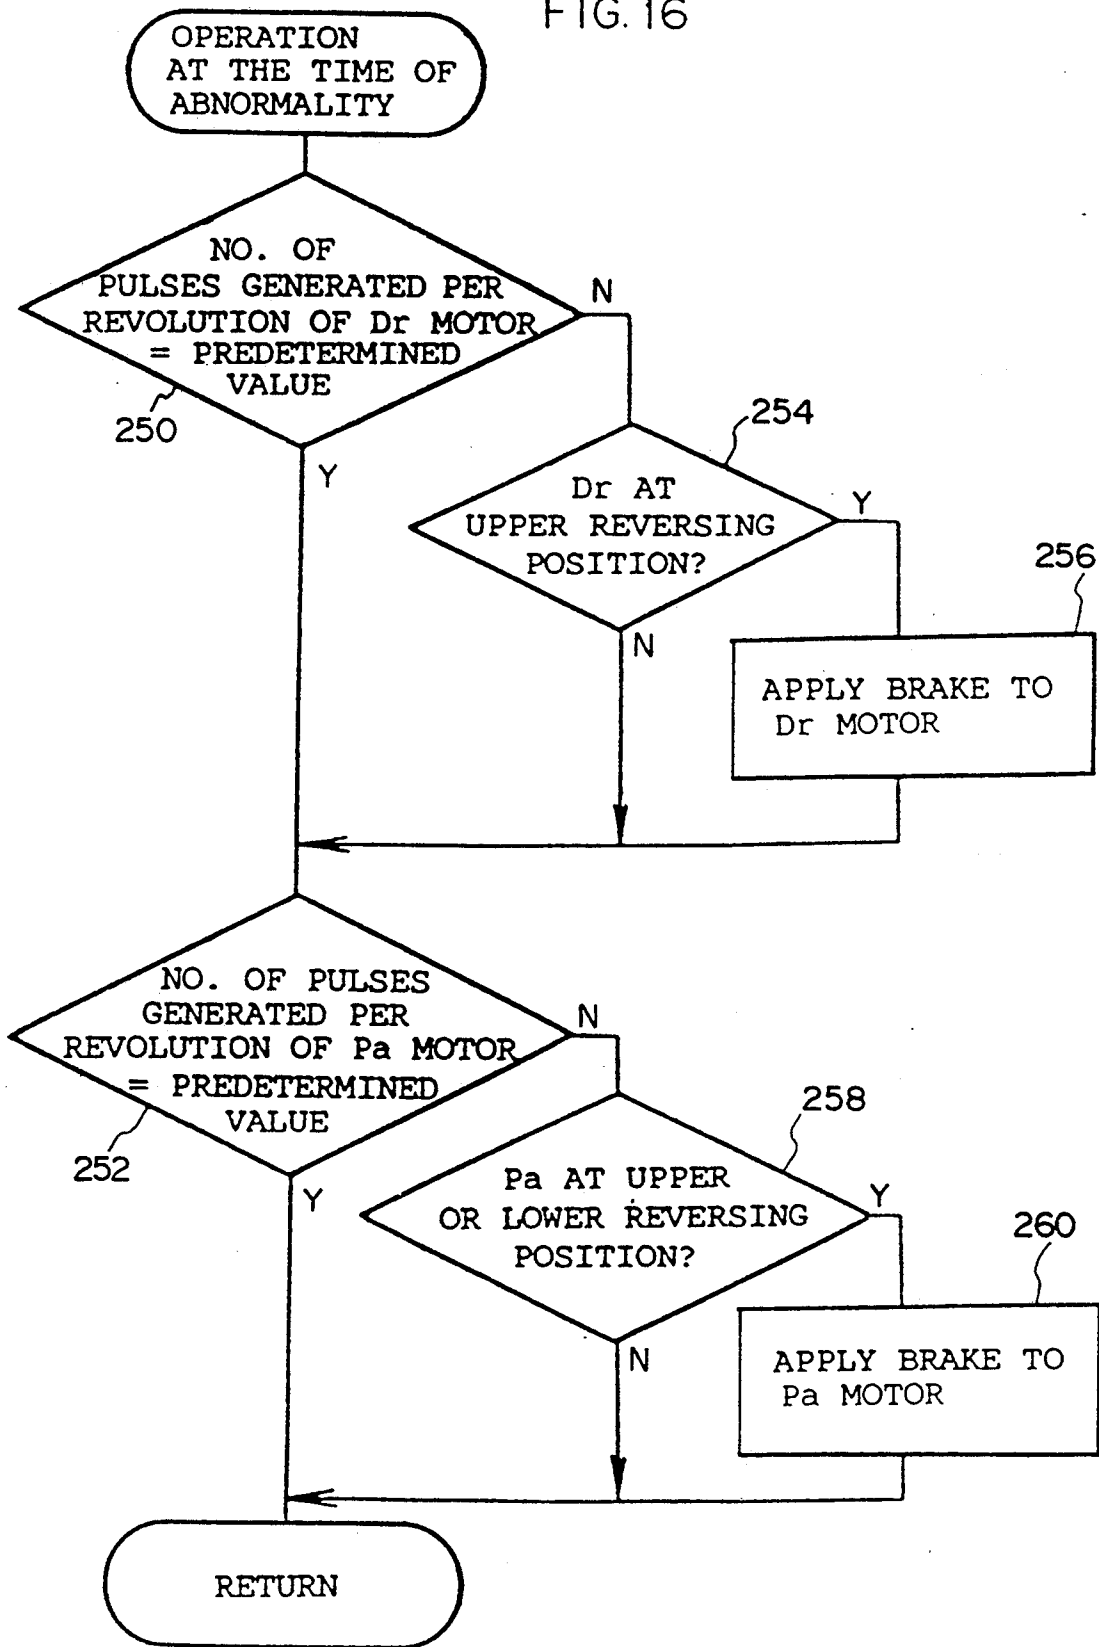 FIG. 16
OPERATION
AT THE TIME OF
ABNORMALITY
NO. OF
PULSES GENERATED PER
REVOLUTION OF Dr MOTOR
= PREDETERMINED
VALUE
N
250
Y
254
Dr AT
UPPER REVERSING
POSITION?
Y
N
256
APPLY BRAKE TO
Dr MOTOR
NO. OF PULSES
GENERATED PER
REVOLUTION OF Pa MOTOR
= PREDETERMINED
VALUE
N
252
Y
258
Pa AT UPPER
OR LOWER REVERSING
POSITION?
Y
N
260
APPLY BRAKE TO
Pa MOTOR
RETURN